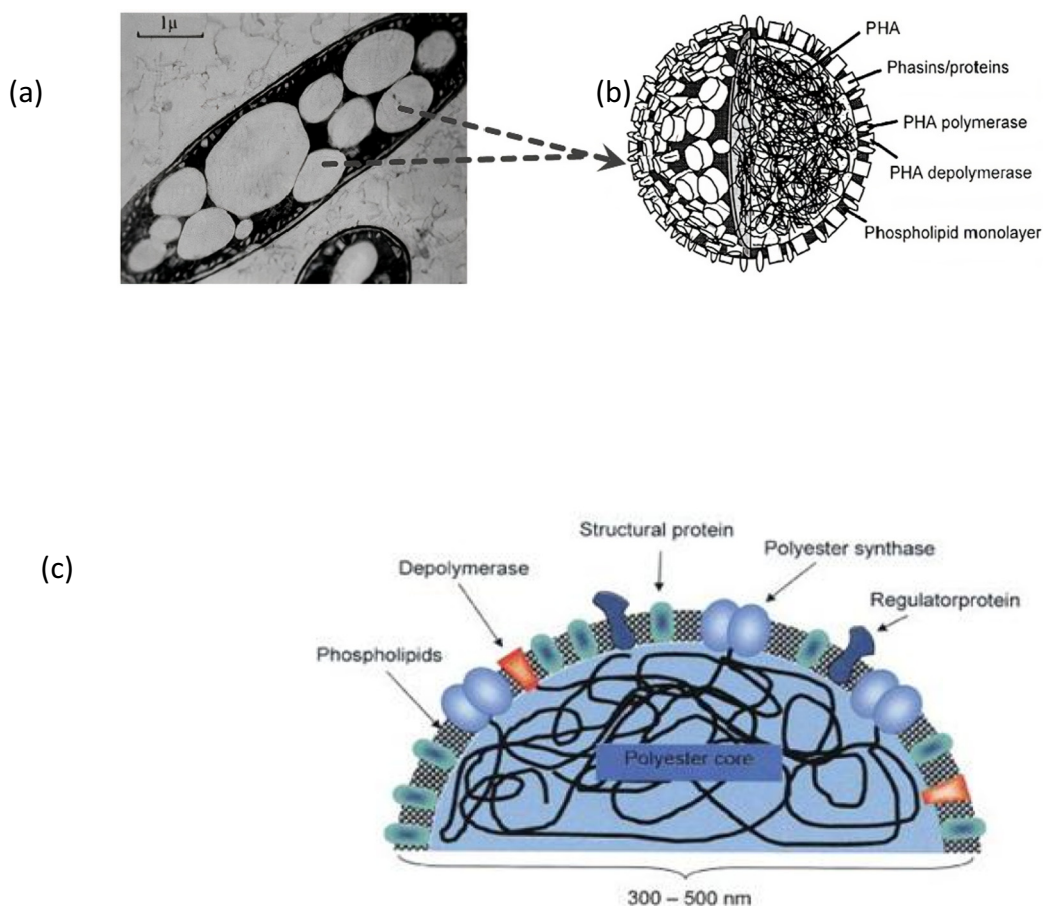 1μ
(a)
(b)
PHA
Phasins/proteins
PHA polymerase
PHA depolymerase
Phospholipid monolayer
(c)
Structural protein
Polyester synthase
Depolymerase
Regulatorprotein
Phospholipids
Polyester core
300 – 500 nm